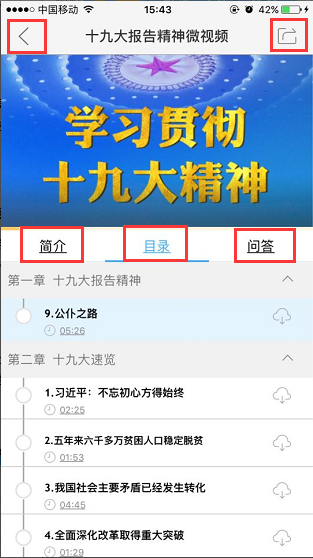 中国移动 15:43 42%
十九大报告精神微视频
学习贯彻
十九大精神
简介 目录 问答
第一章 十九大报告精神
9.公仆之路
05:26
第二章 十九大速览
1.习近平：不忘初心方得始终
02:25
2.五年来六千多万贫困人口稳定脱贫
01:53
3.我国社会主要矛盾已经发生转化
04:45
4.全面深化改革取得重大突破
01:29